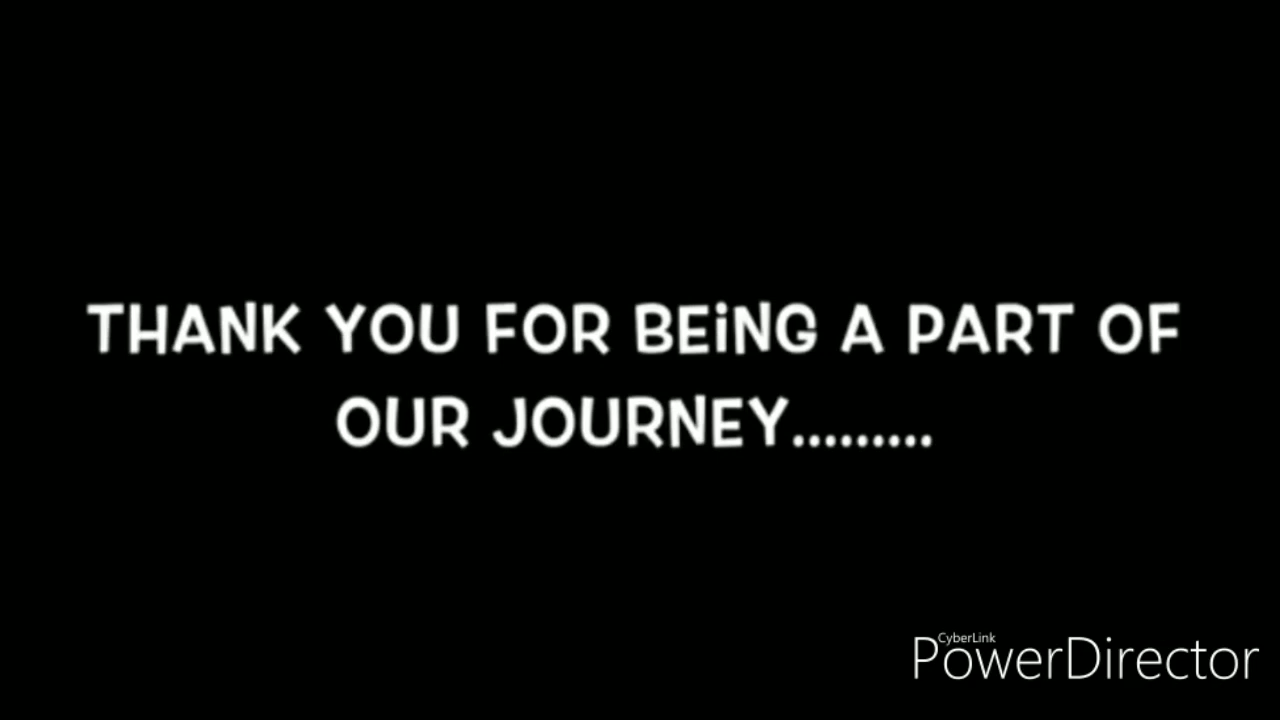 THANK YOU FOR BEiNG A PART OF
OUR JOURNEY.........
CyberLink
PowerDirector